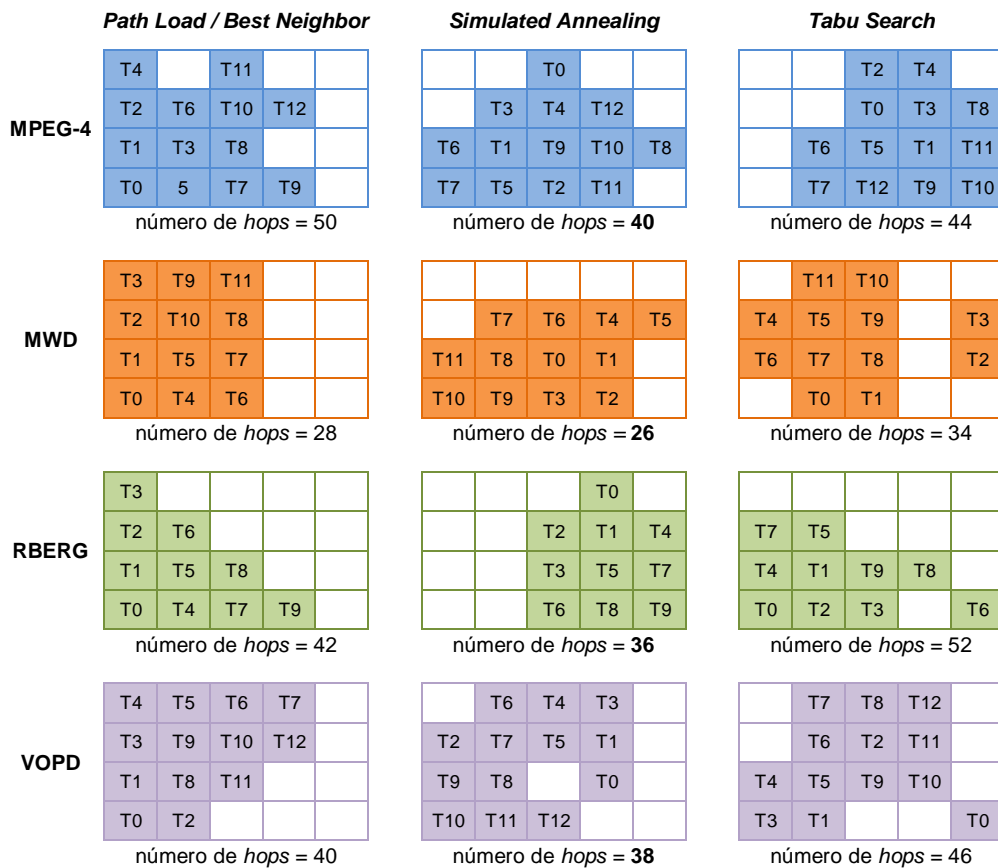 Path Load / Best Neighbor Simulated Annealing Tabu Search
MPEG-4
T4 T11 T0 T2 T4
T2 T6 T10 T12 T3 T4 T12 T0 T3 T8
T1 T3 T8 T6 T1 T9 T10 T8 T6 T5 T1 T11
T0 5 T7 T9 T7 T5 T2 T11 T7 T12 T9 T10
número de hops = 50 número de hops = 40 número de hops = 44
MWD
T3 T9 T11 T11 T10
T2 T10 T8 T7 T6 T4 T5 T4 T5 T9 T3
T1 T5 T7 T11 T8 T0 T1 T6 T7 T8 T2
T0 T4 T6 T10 T9 T3 T2 T0 T1
número de hops = 28 número de hops = 26 número de hops = 34
RBERG
T3 T0
T2 T6 T2 T1 T4 T7 T5
T1 T5 T8 T3 T5 T7 T4 T1 T9 T8
T0 T4 T7 T9 T6 T8 T9 T0 T2 T3 T6
número de hops = 42 número de hops = 36 número de hops = 52
VOPD
T4 T5 T6 T7 T6 T4 T3 T7 T8 T12
T3 T9 T10 T12 T2 T7 T5 T1 T6 T2 T11
T1 T8 T11 T9 T8 T0 T4 T5 T9 T10
T0 T2 T10 T11 T12 T3 T1 T0
número de hops = 40 número de hops = 38 número de hops = 46